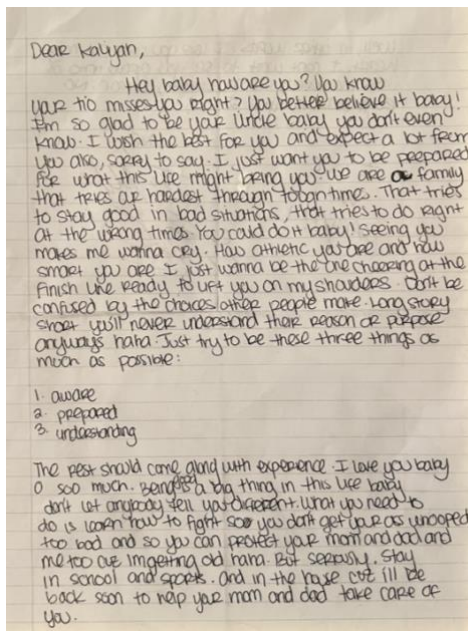 Dear Kaliyah,
Hey baby how are you? You know
your tio misses you right? You better believe it baby!
I'm so glad to be your Uncle baby you don't even
know. I wish the best for you and expect a lot from
you also, sorry to say. I just want you to be prepared
for what this life might bring you. We are a family
that tries our hardest through tough times. That tries
to stay good in bad situations, that tries to do right
at the wrong times. You could do it baby! Seeing you
makes me wanna cry. How athletic you are and how
smart you are I just wanna be the one cheering at the
finish line ready to lift you on my shoulders. Don't be
confused by the choices other people make. Long story
short you'll never understand their reason or purpose
anyways haha. Just try to be these three things as
much as possible:
1. aware
2. prepared
3. understanding
The rest should come along with experience. I love you baby
O soo much. Being a big thing in this life baby
don't let anybody tell you different. What you need to
do is learn how to fight soo you don't get your as whooped
too bad and so you can protect your mom and dad and
me too cuz im getting old haha. But seriously. Stay
in school and sports. And in the house cuz ill be
back soon to help your mom and dad take care of
you.